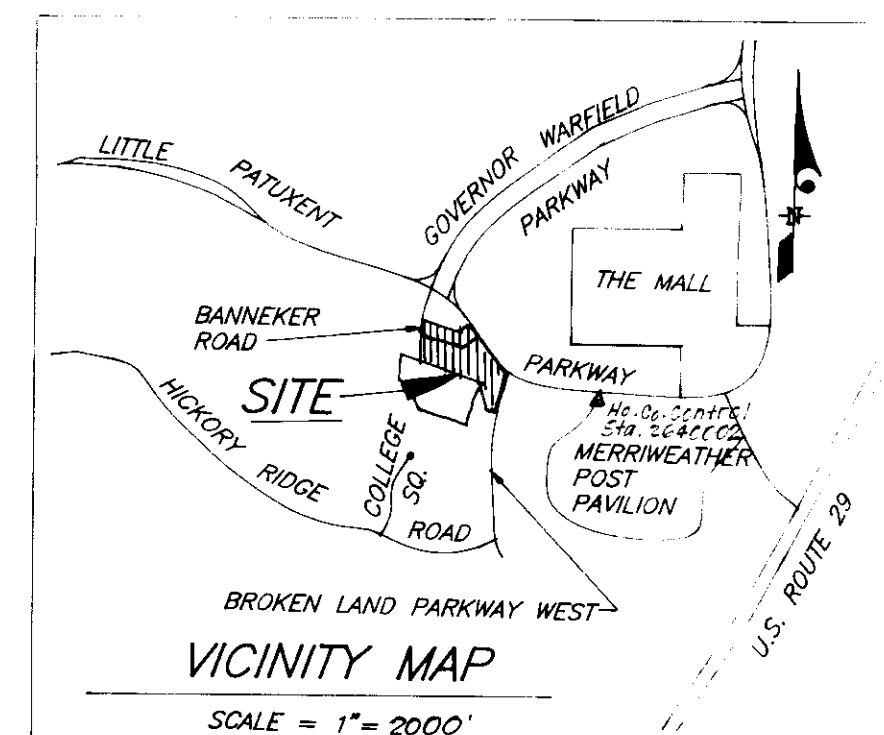 LITTLE
PATUXENT
GOVERNOR WARFIELD
PARKWAY
N
THE MALL
BANNEKER
ROAD
SITE
PARKWAY
Ho. Co. Control
Sta. 2640002
MERRIWEATHER
POST
PAVILION
HICKORY
RIDGE
ROAD
COLLEGE
SQ.
BROKEN LAND PARKWAY WEST
U.S. ROUTE 29
VICINITY MAP
SCALE = 1"= 2000'